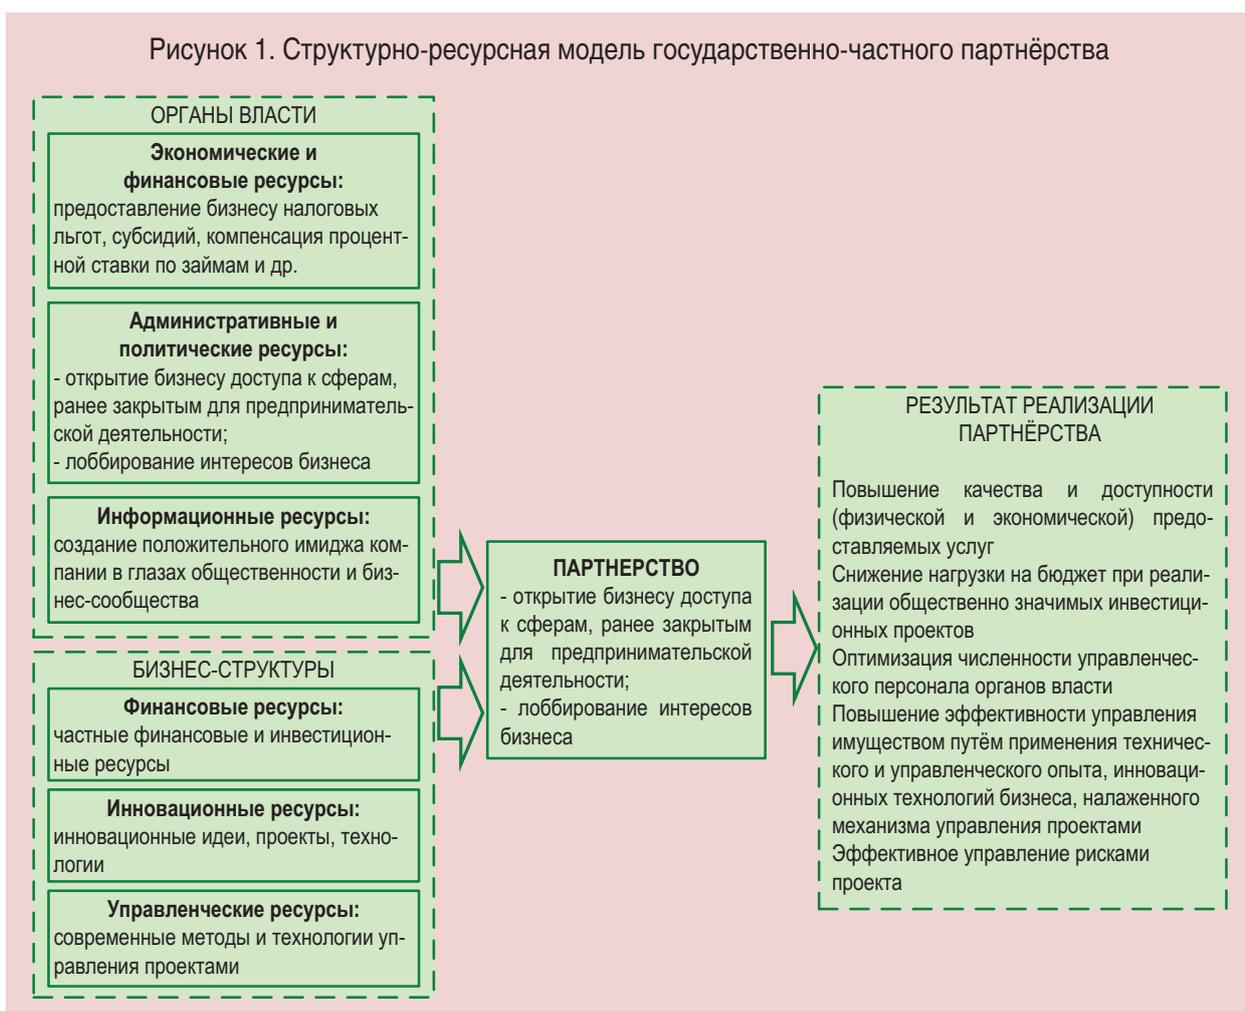 Рисунок 1. Структурно-ресурсная модель государственно-частного партнёрства
ОРГАНЫ ВЛАСТИ
Экономические и
финансовые ресурсы:
предоставление бизнесу налоговых
льгот, субсидий, компенсация процент-
ной ставки по займам и др.
Административные и
политические ресурсы:
- открытие бизнесу доступа к сферам,
ранее закрытым для предприниматель-
ской деятельности;
- лоббирование интересов бизнеса
Информационные ресурсы:
создание положительного имиджа ком-
пании в глазах общественности и биз-
нес-сообщества
БИЗНЕС-СТРУКТУРЫ
Финансовые ресурсы:
частные финансовые и инвестицион-
ные ресурсы
Инновационные ресурсы:
инновационные идеи, проекты, техно-
логии
Управленческие ресурсы:
современные методы и технологии уп-
равления проектами
ПАРТНЕРСТВО
- открытие бизнесу доступа
к сферам, ранее закрытым
для предпринимательской
деятельности;
- лоббирование интересов
бизнеса
РЕЗУЛЬТАТ РЕАЛИЗАЦИИ
ПАРТНЁРСТВА
Повышение качества и доступности
(физической и экономической) предо-
ставляемых услуг
Снижение нагрузки на бюджет при реали-
зации общественно значимых инвестици-
онных проектов
Оптимизация численности управленчес-
кого персонала органов власти
Повышение эффективности управления
имуществом путём применения техничес-
кого и управленческого опыта, инноваци-
онных технологий бизнеса, налаженного
механизма управления проектами
Эффективное управление рисками
проекта